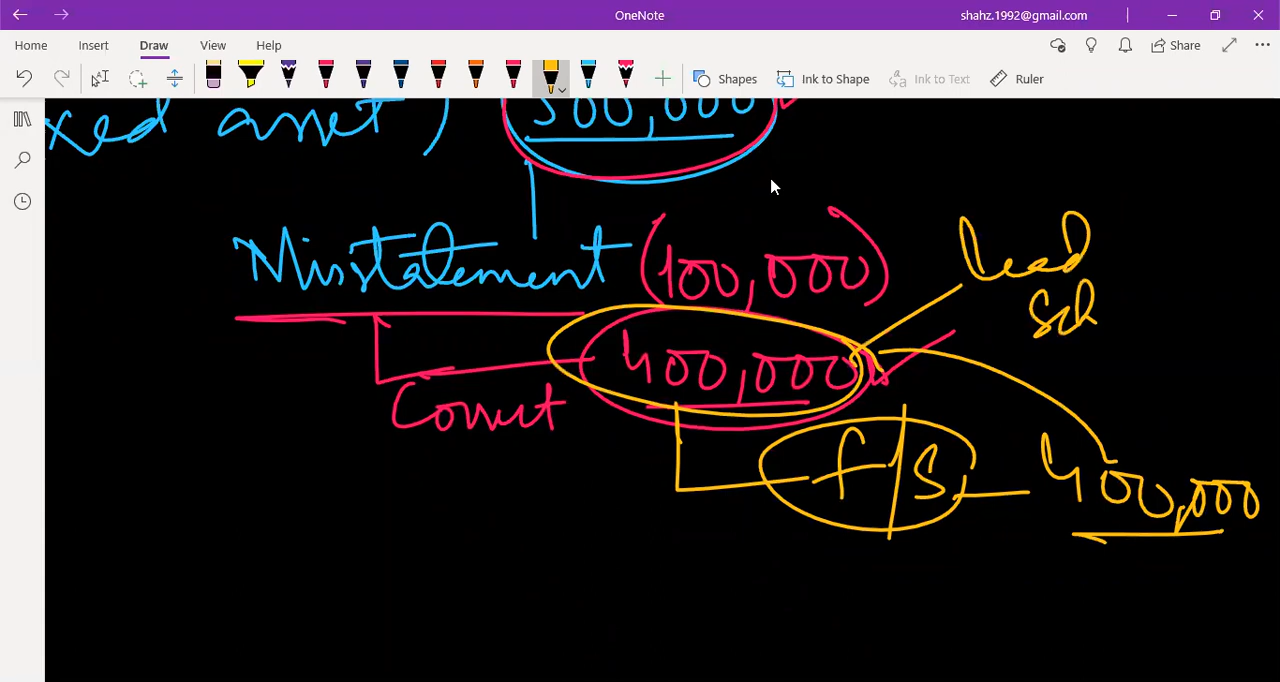 OneNote
shahz.1992@gmail.com
Home Insert Draw View Help
Share
Shapes Ink to Shape Ink to Text Ruler
xed asset) 500,000
Misstatement (100,000)
lead
Sch
400,000
Correct
F/S 400,000